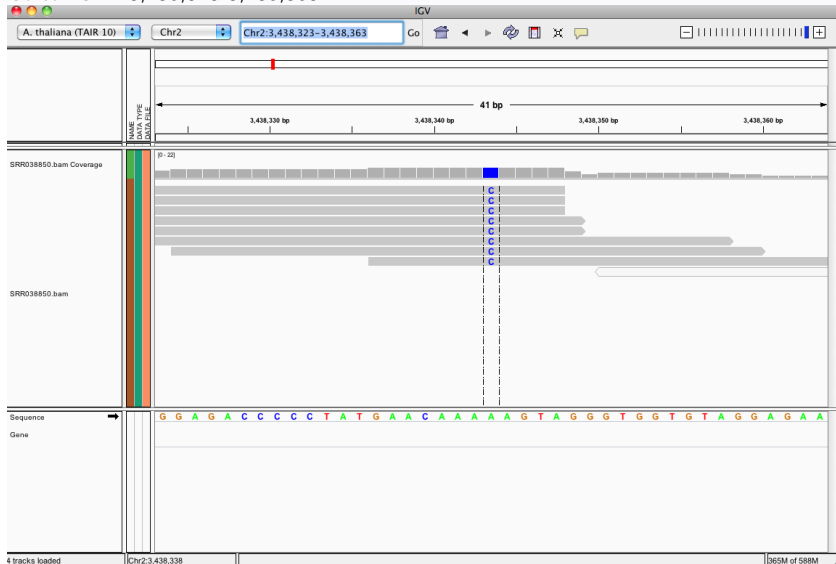 IGV
A. thaliana (TAIR 10) Chr2 Chr2:3,438,323-3,438,363 Go
NAME
DATA TYPE
DATA FILE
41 bp
3,438,330 bp 3,438,340 bp 3,438,350 bp 3,438,360 bp
[0 - 22]
SRR038850.bam Coverage
C
C
C
C
C
C
C
C
SRR038850.bam
Sequence G G A G A C C C C C T A T G A A C A A A A A G T A G G G T G G T G T A G G A G A A
Gene
4 tracks loaded Chr2:3,438,338 365M of 588M